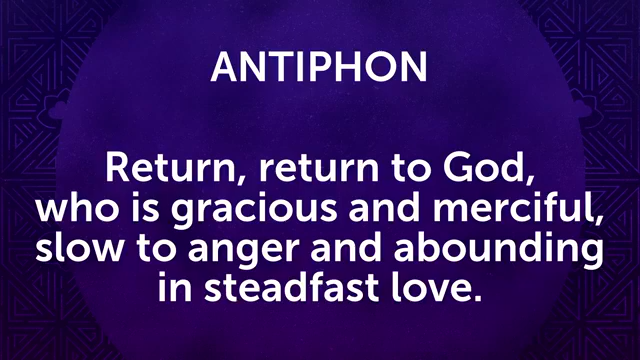 ANTIPHON
Return, return to God,
who is gracious and merciful,
slow to anger and abounding
in steadfast love.